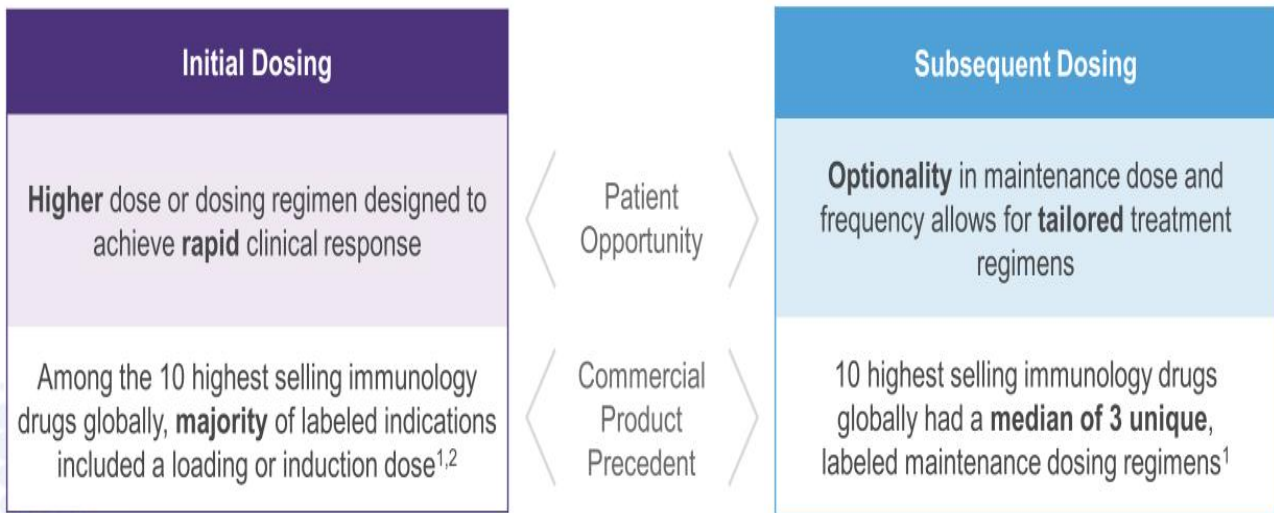 Initial Dosing
Higher dose or dosing regimen designed to
achieve rapid clinical response
Among the 10 highest selling immunology
drugs globally, majority of labeled indications
included a loading or induction dose1,2
Patient
Opportunity
Commercial
Product
Precedent
Subsequent Dosing
Optionality in maintenance dose and
frequency allows for tailored treatment
regimens
10 highest selling immunology drugs
globally had a median of 3 unique,
labeled maintenance dosing regimens1